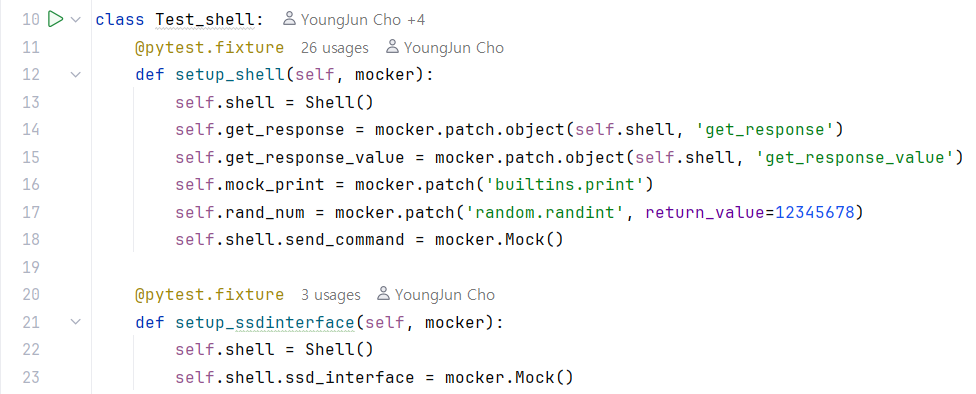 10 class Test_shell: YoungJun Cho +4
11 @pytest.fixture 26 usages YoungJun Cho
12 def setup_shell(self, mocker):
13 self.shell = Shell()
14 self.get_response = mocker.patch.object(self.shell, 'get_response')
15 self.get_response_value = mocker.patch.object(self.shell, 'get_response_value')
16 self.mock_print = mocker.patch('builtins.print')
17 self.rand_num = mocker.patch('random.randint', return_value=12345678)
18 self.shell.send_command = mocker.Mock()
19
20 @pytest.fixture 3 usages YoungJun Cho
21 def setup_ssdinterface(self, mocker):
22 self.shell = Shell()
23 self.shell.ssd_interface = mocker.Mock()